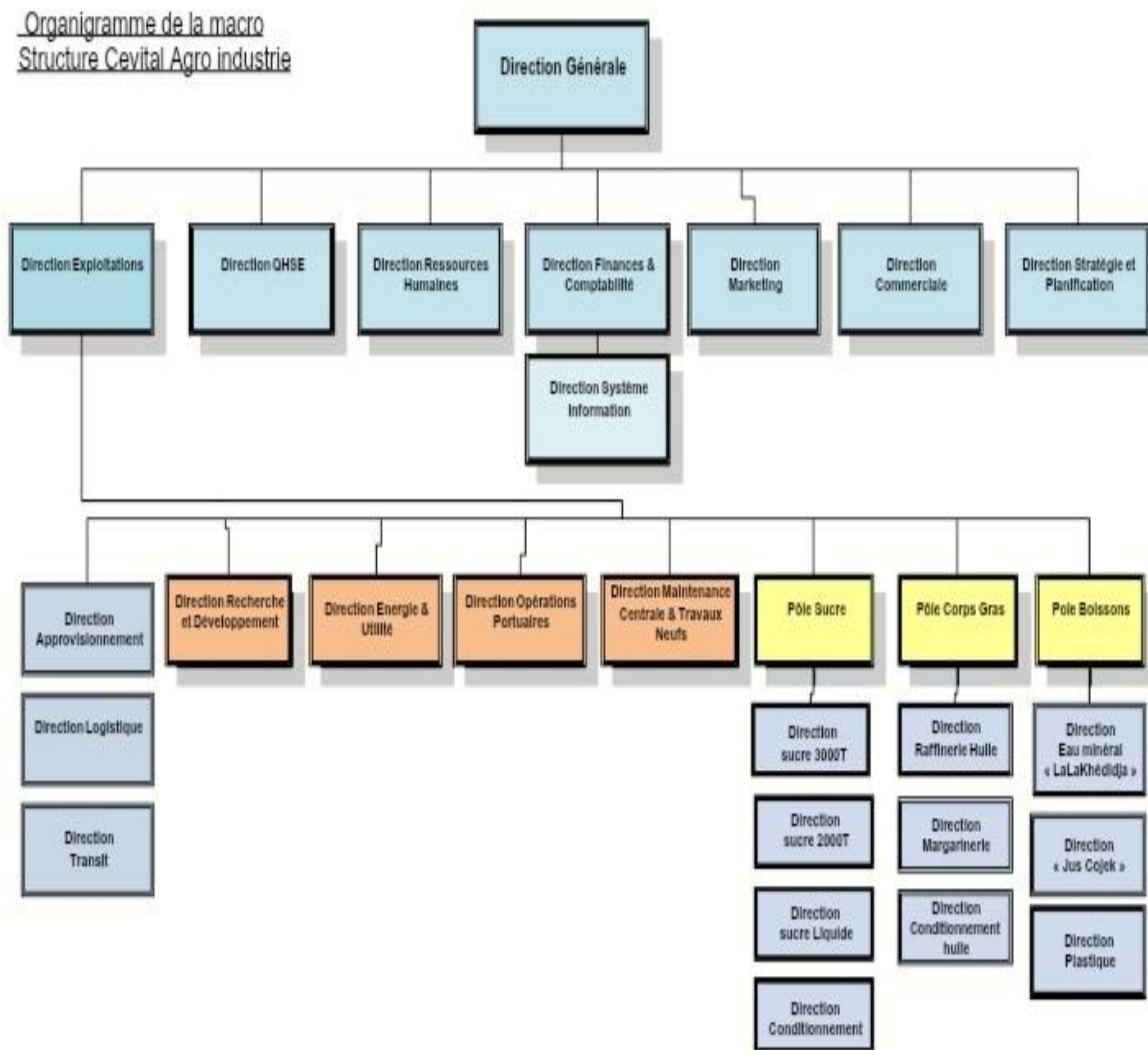 Organigramme de la macro
Structure Cevital Agro industrie
Direction Générale
Direction Exploitations
Direction QHSE
Direction Ressources
Humaines
Direction Finances &
Comptabilité
Direction
Marketing
Direction
Commerciale
Direction Stratégie et
Planification
Direction Système
Information
Direction
Approvisionnement
Direction Recherche
et Développement
Direction Energie &
Utilité
Direction Opérations
Portuaires
Direction Maintenance
Centrale & Travaux
Neufs
Pôle Sucre
Pôle Corps Gras
Pole Boissons
Direction Logistique
Direction
Transit
Direction
sucre 3000T
Direction
sucre 2000T
Direction
sucre Liquide
Direction
Conditionnement
Direction
Raffinerie Huile
Direction
Margarinerie
Direction
Conditionnement
huile
Direction
Eau minéral
« LaLaKhédidja »
Direction
« Jus Cojek »
Direction
Plastique